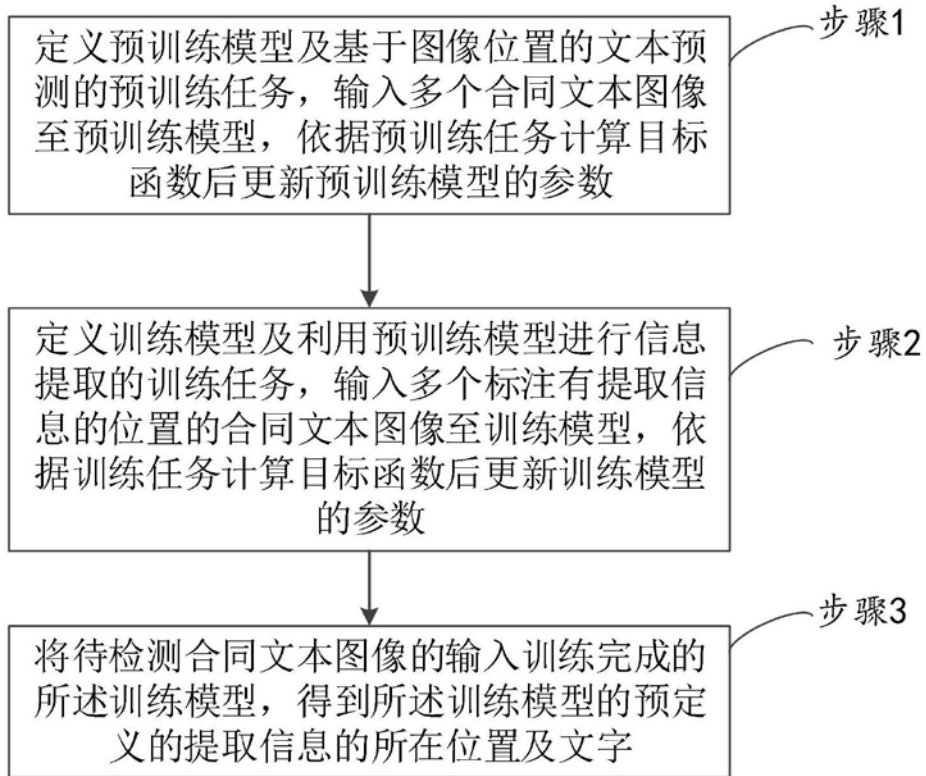 步骤1
定义预训练模型及基于图像位置的文本预
测的预训练任务，输入多个合同文本图像
至预训练模型，依据预训练任务计算目标
函数后更新预训练模型的参数
步骤2
定义训练模型及利用预训练模型进行信息
提取的训练任务，输入多个标注有提取信
息的位置的合同文本图像至训练模型，依
据训练任务计算目标函数后更新训练模型
的参数
步骤3
将待检测合同文本图像的输入训练完成的
所述训练模型，得到所述训练模型的预定
义的提取信息的所在位置及文字